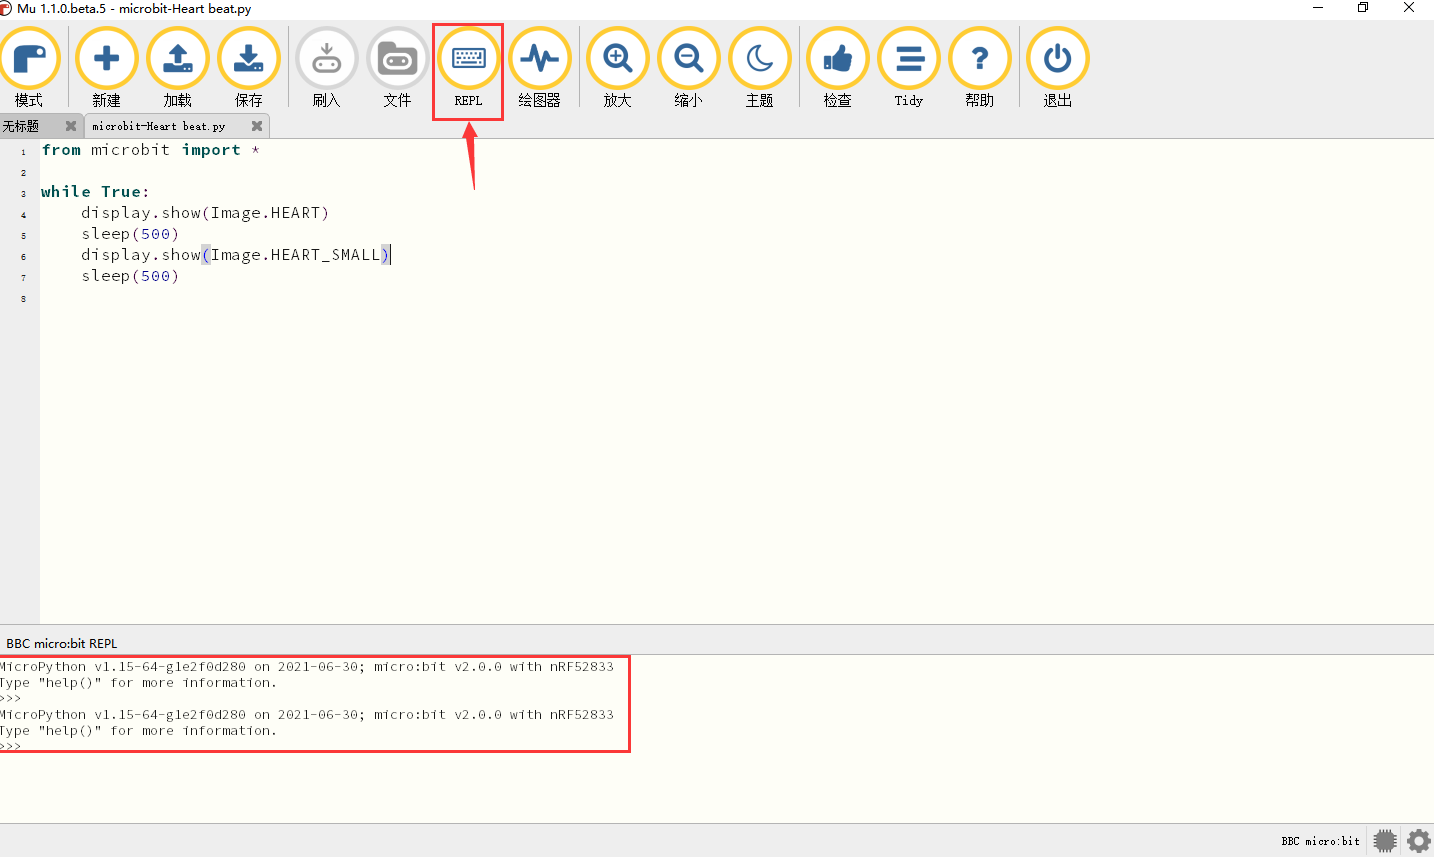 Mu 1.1.0.beta.5 - microbit-Heart beat.py
模式 新建 加载 保存 刷入 文件 REPL 绘图器 放大 缩小 主题 检查 Tidy 帮助 退出
无标题 microbit-Heart beat.py
1 from microbit import *
2
3 while True:
4 display.show(Image.HEART)
5 sleep(500)
6 display.show(Image.HEART_SMALL)
7 sleep(500)
8
BBC micro:bit REPL
MicroPython v1.15-64-g1e2f0d280 on 2021-06-30; micro:bit v2.0.0 with nRF52833
Type "help()" for more information.
>>>
MicroPython v1.15-64-g1e2f0d280 on 2021-06-30; micro:bit v2.0.0 with nRF52833
Type "help()" for more information.
>>>
BBC micro:bit